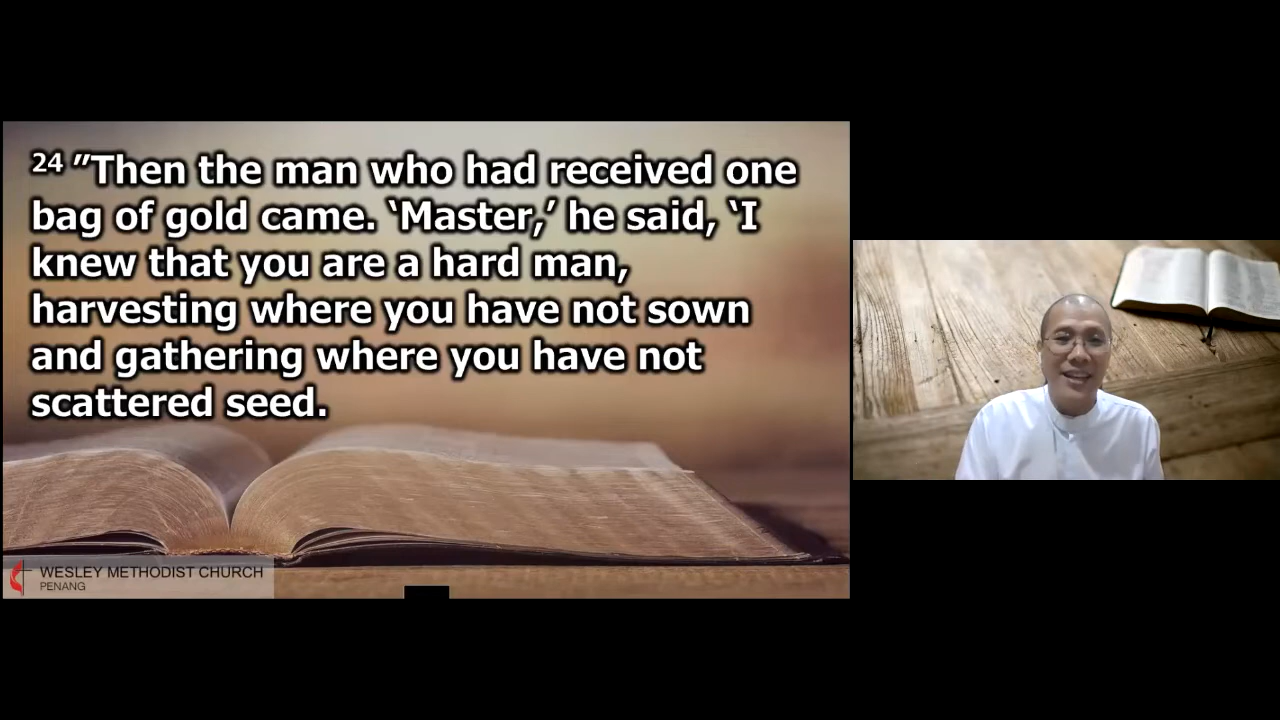 24 ”Then the man who had received one
bag of gold came. ‘Master,’ he said, ‘I
knew that you are a hard man,
harvesting where you have not sown
and gathering where you have not
scattered seed.
WESLEY METHODIST CHURCH
PENANG